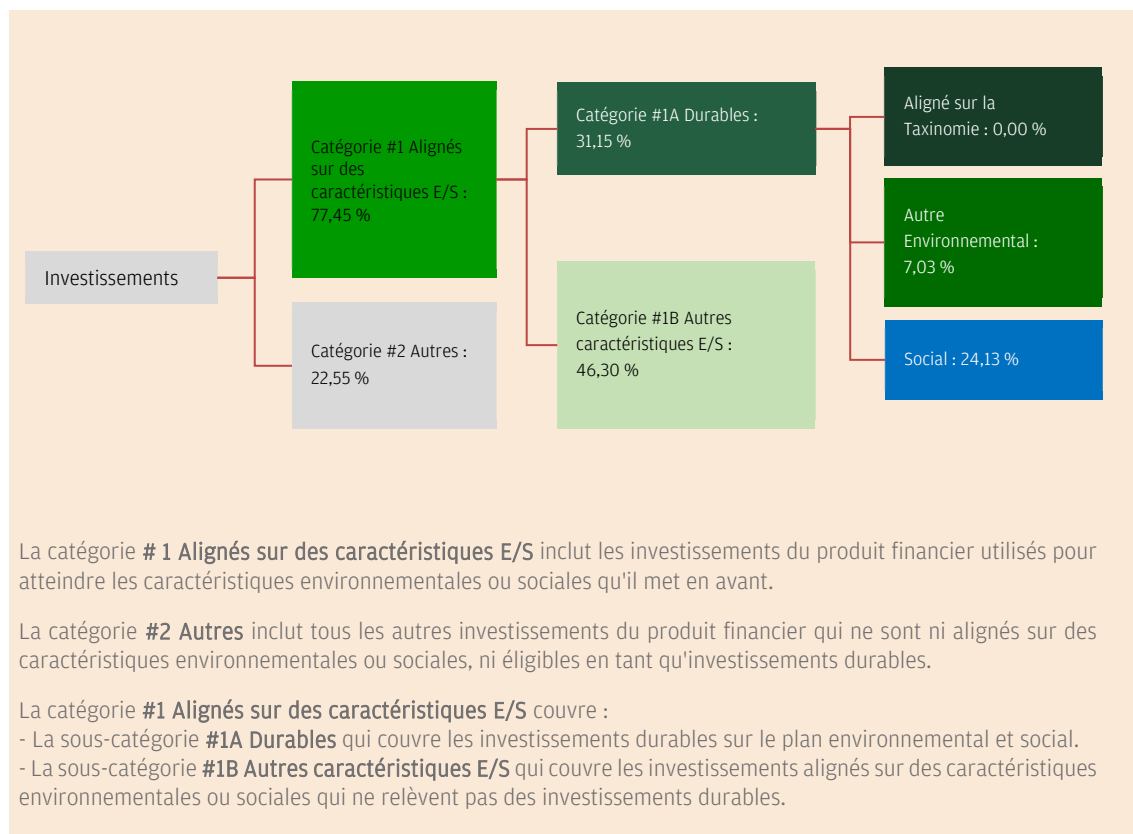 Investissements
Catégorie #1 Alignés
sur des
caractéristiques E/S :
77,45 %
Catégorie #2 Autres :
22,55 %
Catégorie #1A Durables :
31,15 %
Catégorie #1B Autres
caractéristiques E/S :
46,30 %
Aligné sur la
Taxinomie : 0,00 %
Autre
Environnemental :
7,03 %
Social : 24,13 %
La catégorie # 1 Alignés sur des caractéristiques E/S inclut les investissements du produit financier utilisés pour
atteindre les caractéristiques environnementales ou sociales qu'il met en avant.
La catégorie #2 Autres inclut tous les autres investissements du produit financier qui ne sont ni alignés sur des
caractéristiques environnementales ou sociales, ni éligibles en tant qu'investissements durables.
La catégorie #1 Alignés sur des caractéristiques E/S couvre :
- La sous-catégorie #1A Durables qui couvre les investissements durables sur le plan environnemental et social.
- La sous-catégorie #1B Autres caractéristiques E/S qui couvre les investissements alignés sur des caractéristiques
environnementales ou sociales qui ne relèvent pas des investissements durables.